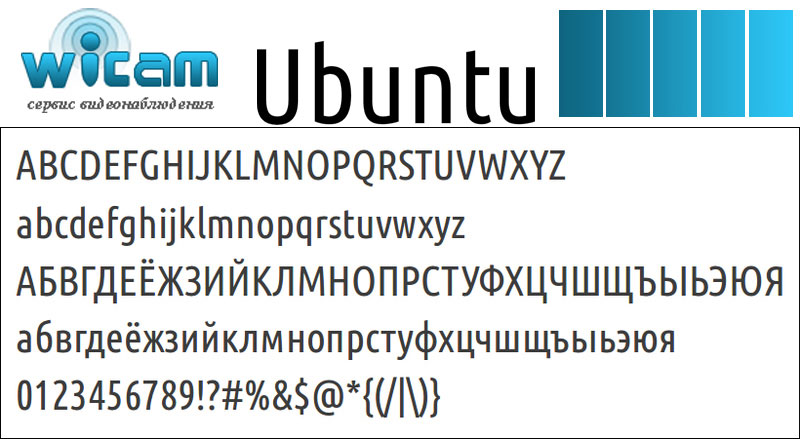 wicam
сервис видеонаблюдения
Ubuntu
ABCDEFGHIJKLMNOPQRSTUVWXYZ
abcdefghijklmnopqrstuvwxyz
АБВГДЕЁЖЗИЙКЛМНОПРСТУФХЦЧШЩЪЫЬЭЮЯ
абвгдеёжзийклмнопрстуфхцчшщъыьэюя
0123456789!?#%&$@*{(/|\)}